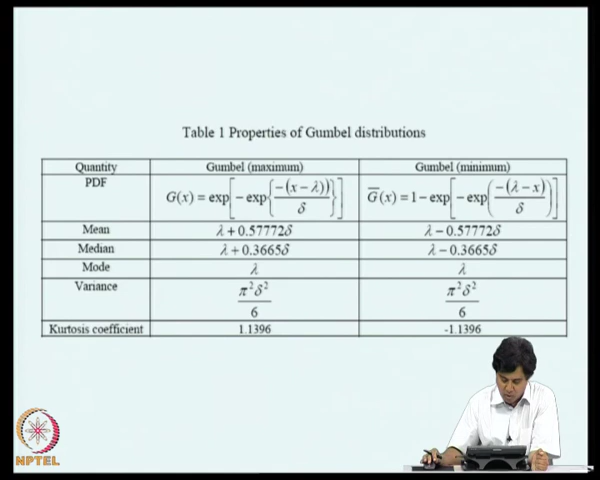 Table 1 Properties of Gumbel distributions
Quantity Gumbel (maximum) Gumbel (minimum)
PDF G(x) = exp[−exp{−(x−λ))/δ}] G̅(x) = 1−exp[−exp(−(λ−x)/δ)]
Mean λ + 0.57772δ λ − 0.57772δ
Median λ + 0.3665δ λ − 0.3665δ
Mode λ λ
Variance π²δ²/6 π²δ²/6
Kurtosis coefficient 1.1396 -1.1396
NPTEL